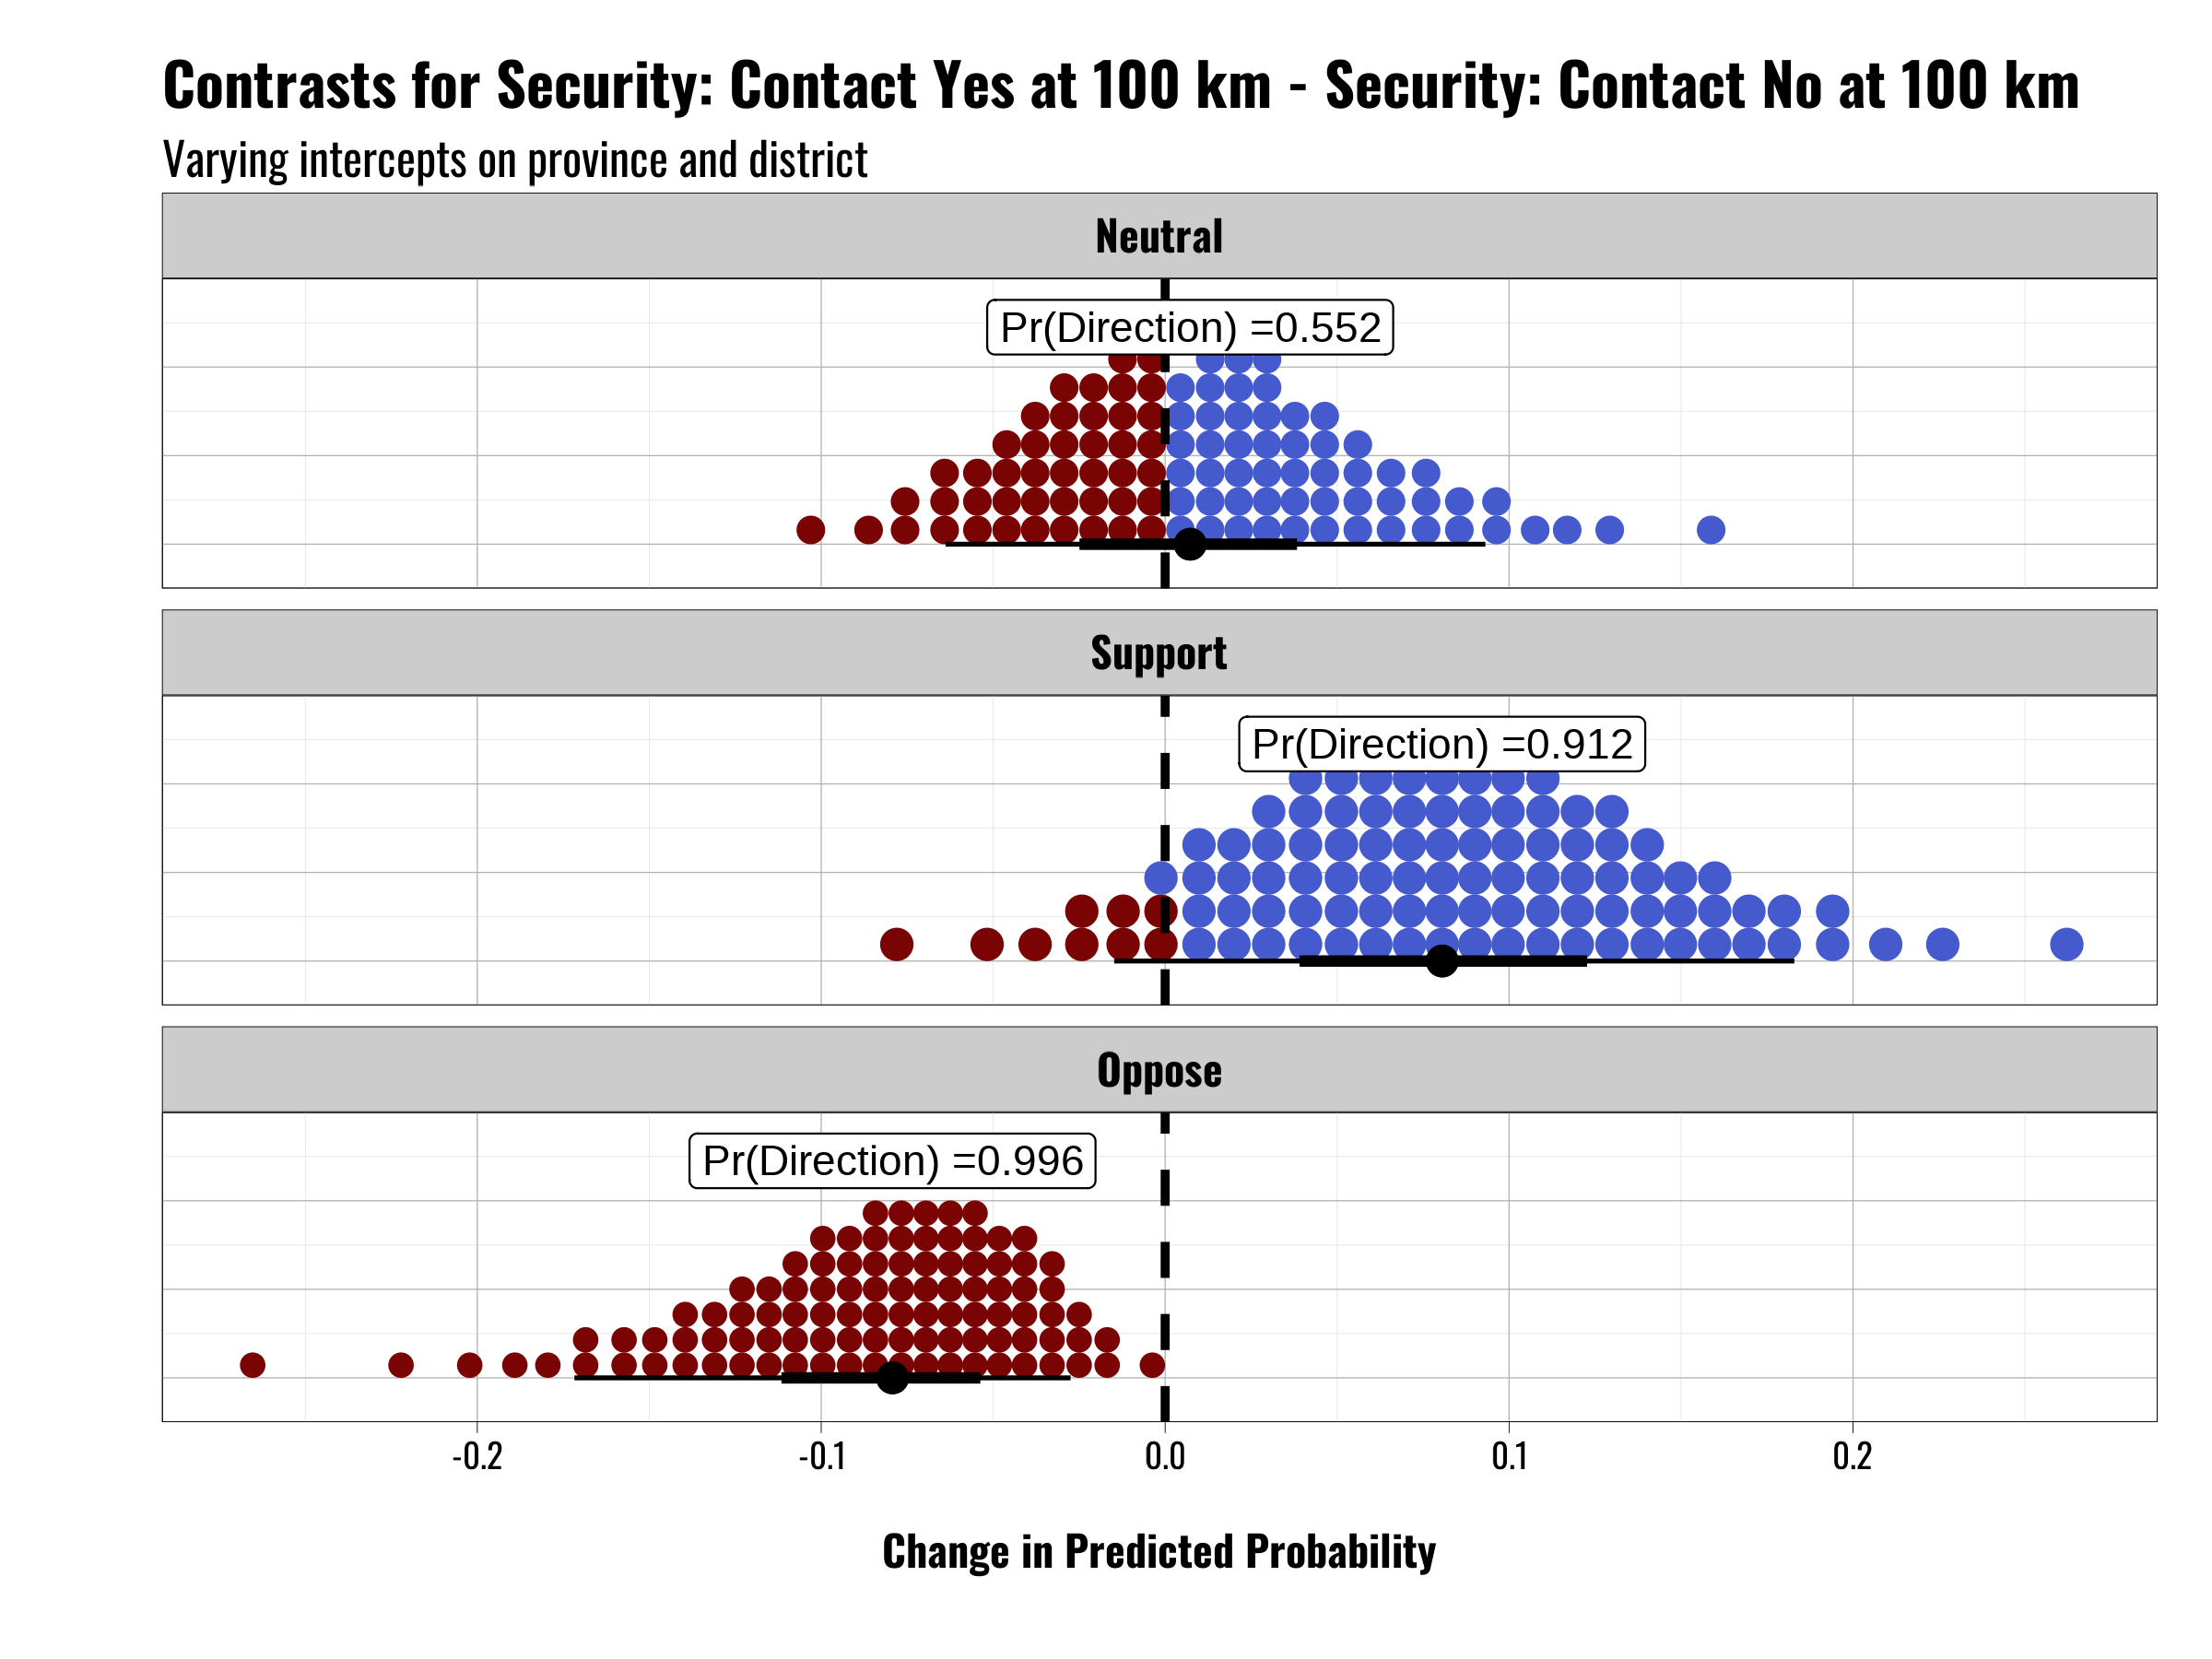 Contrasts for Security: Contact Yes at 100 km - Security: Contact No at 100 km
Varying intercepts on province and district
Neutral
Pr(Direction) =0.552
Support
Pr(Direction) =0.912
Oppose
Pr(Direction) =0.996
-0.2 -0.1 0.0 0.1 0.2
Change in Predicted Probability